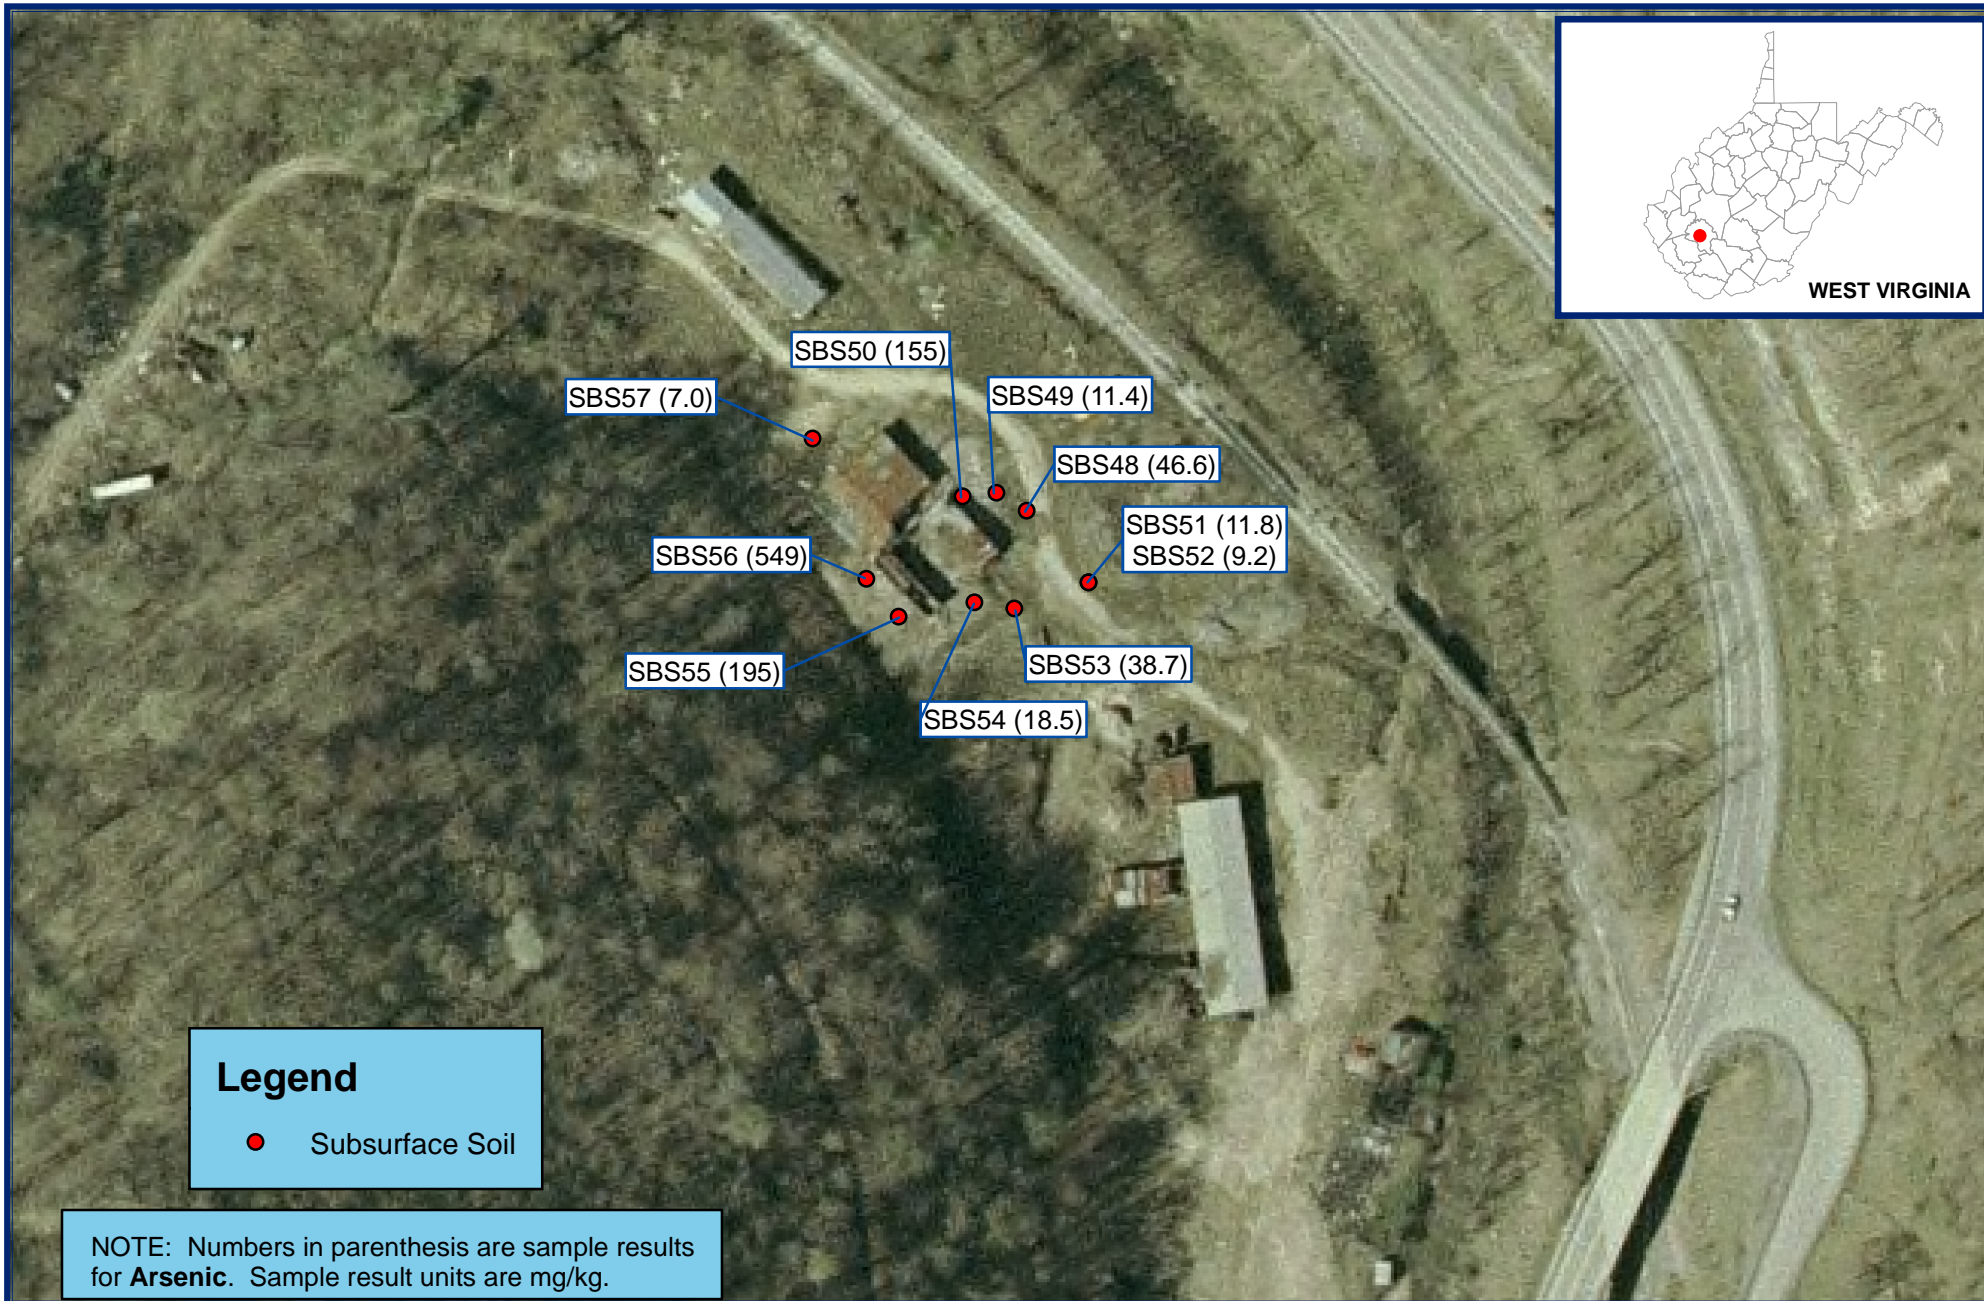 WEST VIRGINIA
SBS50 (155)
SBS57 (7.0)
SBS49 (11.4)
SBS48 (46.6)
SBS51 (11.8)
SBS52 (9.2)
SBS56 (549)
SBS55 (195)
SBS53 (38.7)
SBS54 (18.5)
Legend
Subsurface Soil
NOTE: Numbers in parenthesis are sample results
for Arsenic. Sample result units are mg/kg.